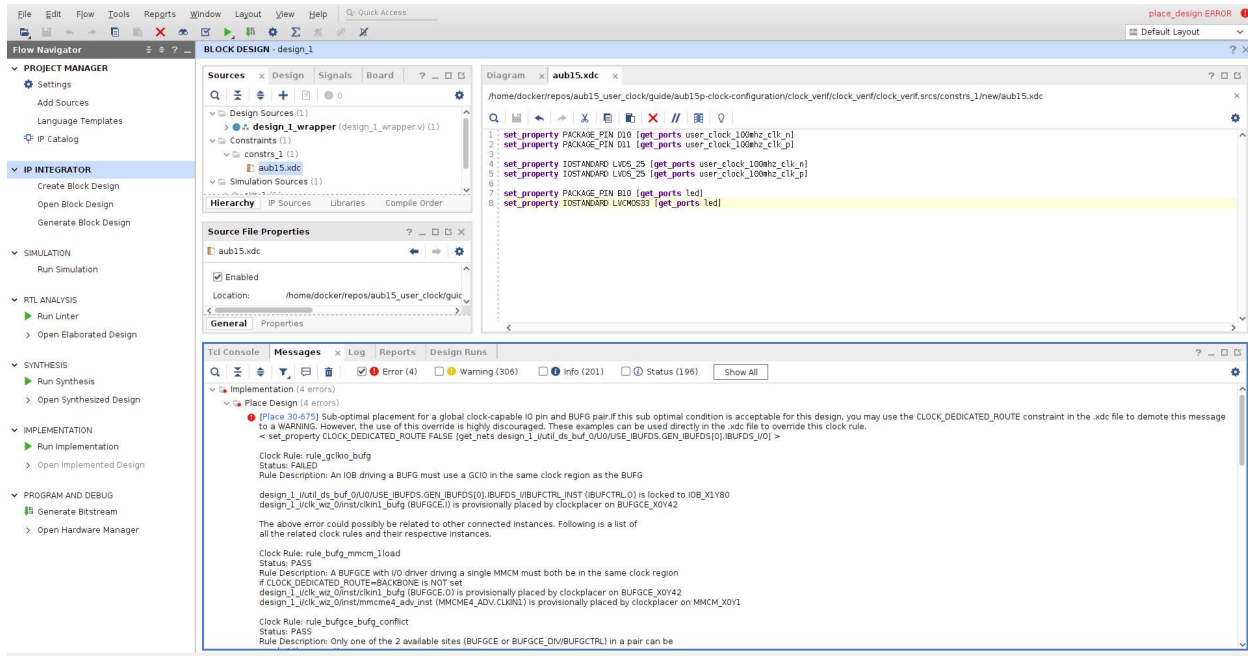 File Edit Flow Tools Reports Window Layout View Help Q- Quick Access place_design ERROR
Default Layout
Flow Navigator
PROJECT MANAGER
Settings
Add Sources
Language Templates
IP Catalog
IP INTEGRATOR
Create Block Design
Open Block Design
Generate Block Design
SIMULATION
Run Simulation
RTL ANALYSIS
Run Linter
Open Elaborated Design
SYNTHESIS
Run Synthesis
Open Synthesized Design
IMPLEMENTATION
Run Implementation
Open Implemented Design
PROGRAM AND DEBUG
Generate Bitstream
Open Hardware Manager
BLOCK DESIGN - design_1
Sources Design Signals Board
0
Design Sources (1)
design_1_wrapper (design_1_wrapper.v) (1)
Constraints (1)
constrs_1 (1)
aub15.xdc
Simulation Sources (1)
Hierarchy IP Sources Libraries Compile Order
Source File Properties
aub15.xdc
Enabled
Location: /home/docker/repos/aub15_user_clock/guid
General Properties
Diagram aub15.xdc
/home/docker/repos/aub15_user_clock/guide/aub15p-clock-configuration/clock_verif/clock_verif/clock_verif.srcs/constrs_1/new/aub15.xdc
1 set_property PACKAGE_PIN D10 [get_ports user_clock_100mhz_clk_n]
2 set_property PACKAGE_PIN D11 [get_ports user_clock_100mhz_clk_p]
3
4 set_property IOSTANDARD LVDS_25 [get_ports user_clock_100mhz_clk_n]
5 set_property IOSTANDARD LVDS_25 [get_ports user_clock_100mhz_clk_p]
6
7 set_property PACKAGE_PIN B10 [get_ports led]
8 set_property IOSTANDARD LVCMOS33 [get_ports led]
Tcl Console Messages Log Reports Design Runs
Error (4) Warning (306) Info (201) Status (196) Show All
Implementation (4 errors)
Place Design (4 errors)
[Place 30-675] Sub-optimal placement for a global clock-capable IO pin and BUFG pair.If this sub optimal condition is acceptable for this design, you may use the CLOCK_DEDICATED_ROUTE constraint in the .xdc file to demote this message
to a WARNING. However, the use of this override is highly discouraged. These examples can be used directly in the .xdc file to override this clock rule.
< set_property CLOCK_DEDICATED_ROUTE FALSE [get_nets design_1_i/util_ds_buf_0/U0/USE_IBUFDS.GEN_IBUFDS[0].IBUFDS_I/O] >
Clock Rule: rule_gclkio_bufg
Status: FAILED
Rule Description: An IOB driving a BUFG must use a GCIO in the same clock region as the BUFG
design_1_i/util_ds_buf_0/U0/USE_IBUFDS.GEN_IBUFDS[0].IBUFDS_I/IBUFCTRL_INST (IBUFCTRL.O) is locked to IOB_X1Y80
design_1_i/clk_wiz_0/inst/clkin1_bufg (BUFGCE.I) is provisionally placed by clockplacer on BUFGCE_X0Y42
The above error could possibly be related to other connected instances. Following is a list of
all the related clock rules and their respective instances.
Clock Rule: rule_bufg_mmcm_1load
Status: PASS
Rule Description: A BUFGCE with I/O driver driving a single MMCM must both be in the same clock region
if CLOCK_DEDICATED_ROUTE=BACKBONE is NOT set
design_1_i/clk_wiz_0/inst/clkin1_bufg (BUFGCE.O) is provisionally placed by clockplacer on BUFGCE_X0Y42
design_1_i/clk_wiz_0/inst/mmcme4_adv_inst (MMCME4_ADV.CLKIN1) is provisionally placed by clockplacer on MMCM_X0Y1
Clock Rule: rule_bufgce_bufg_conflict
Status: PASS
Rule Description: Only one of the 2 available sites (BUFGCE or BUFGCE_DIV/BUFGCTRL) in a pair can be